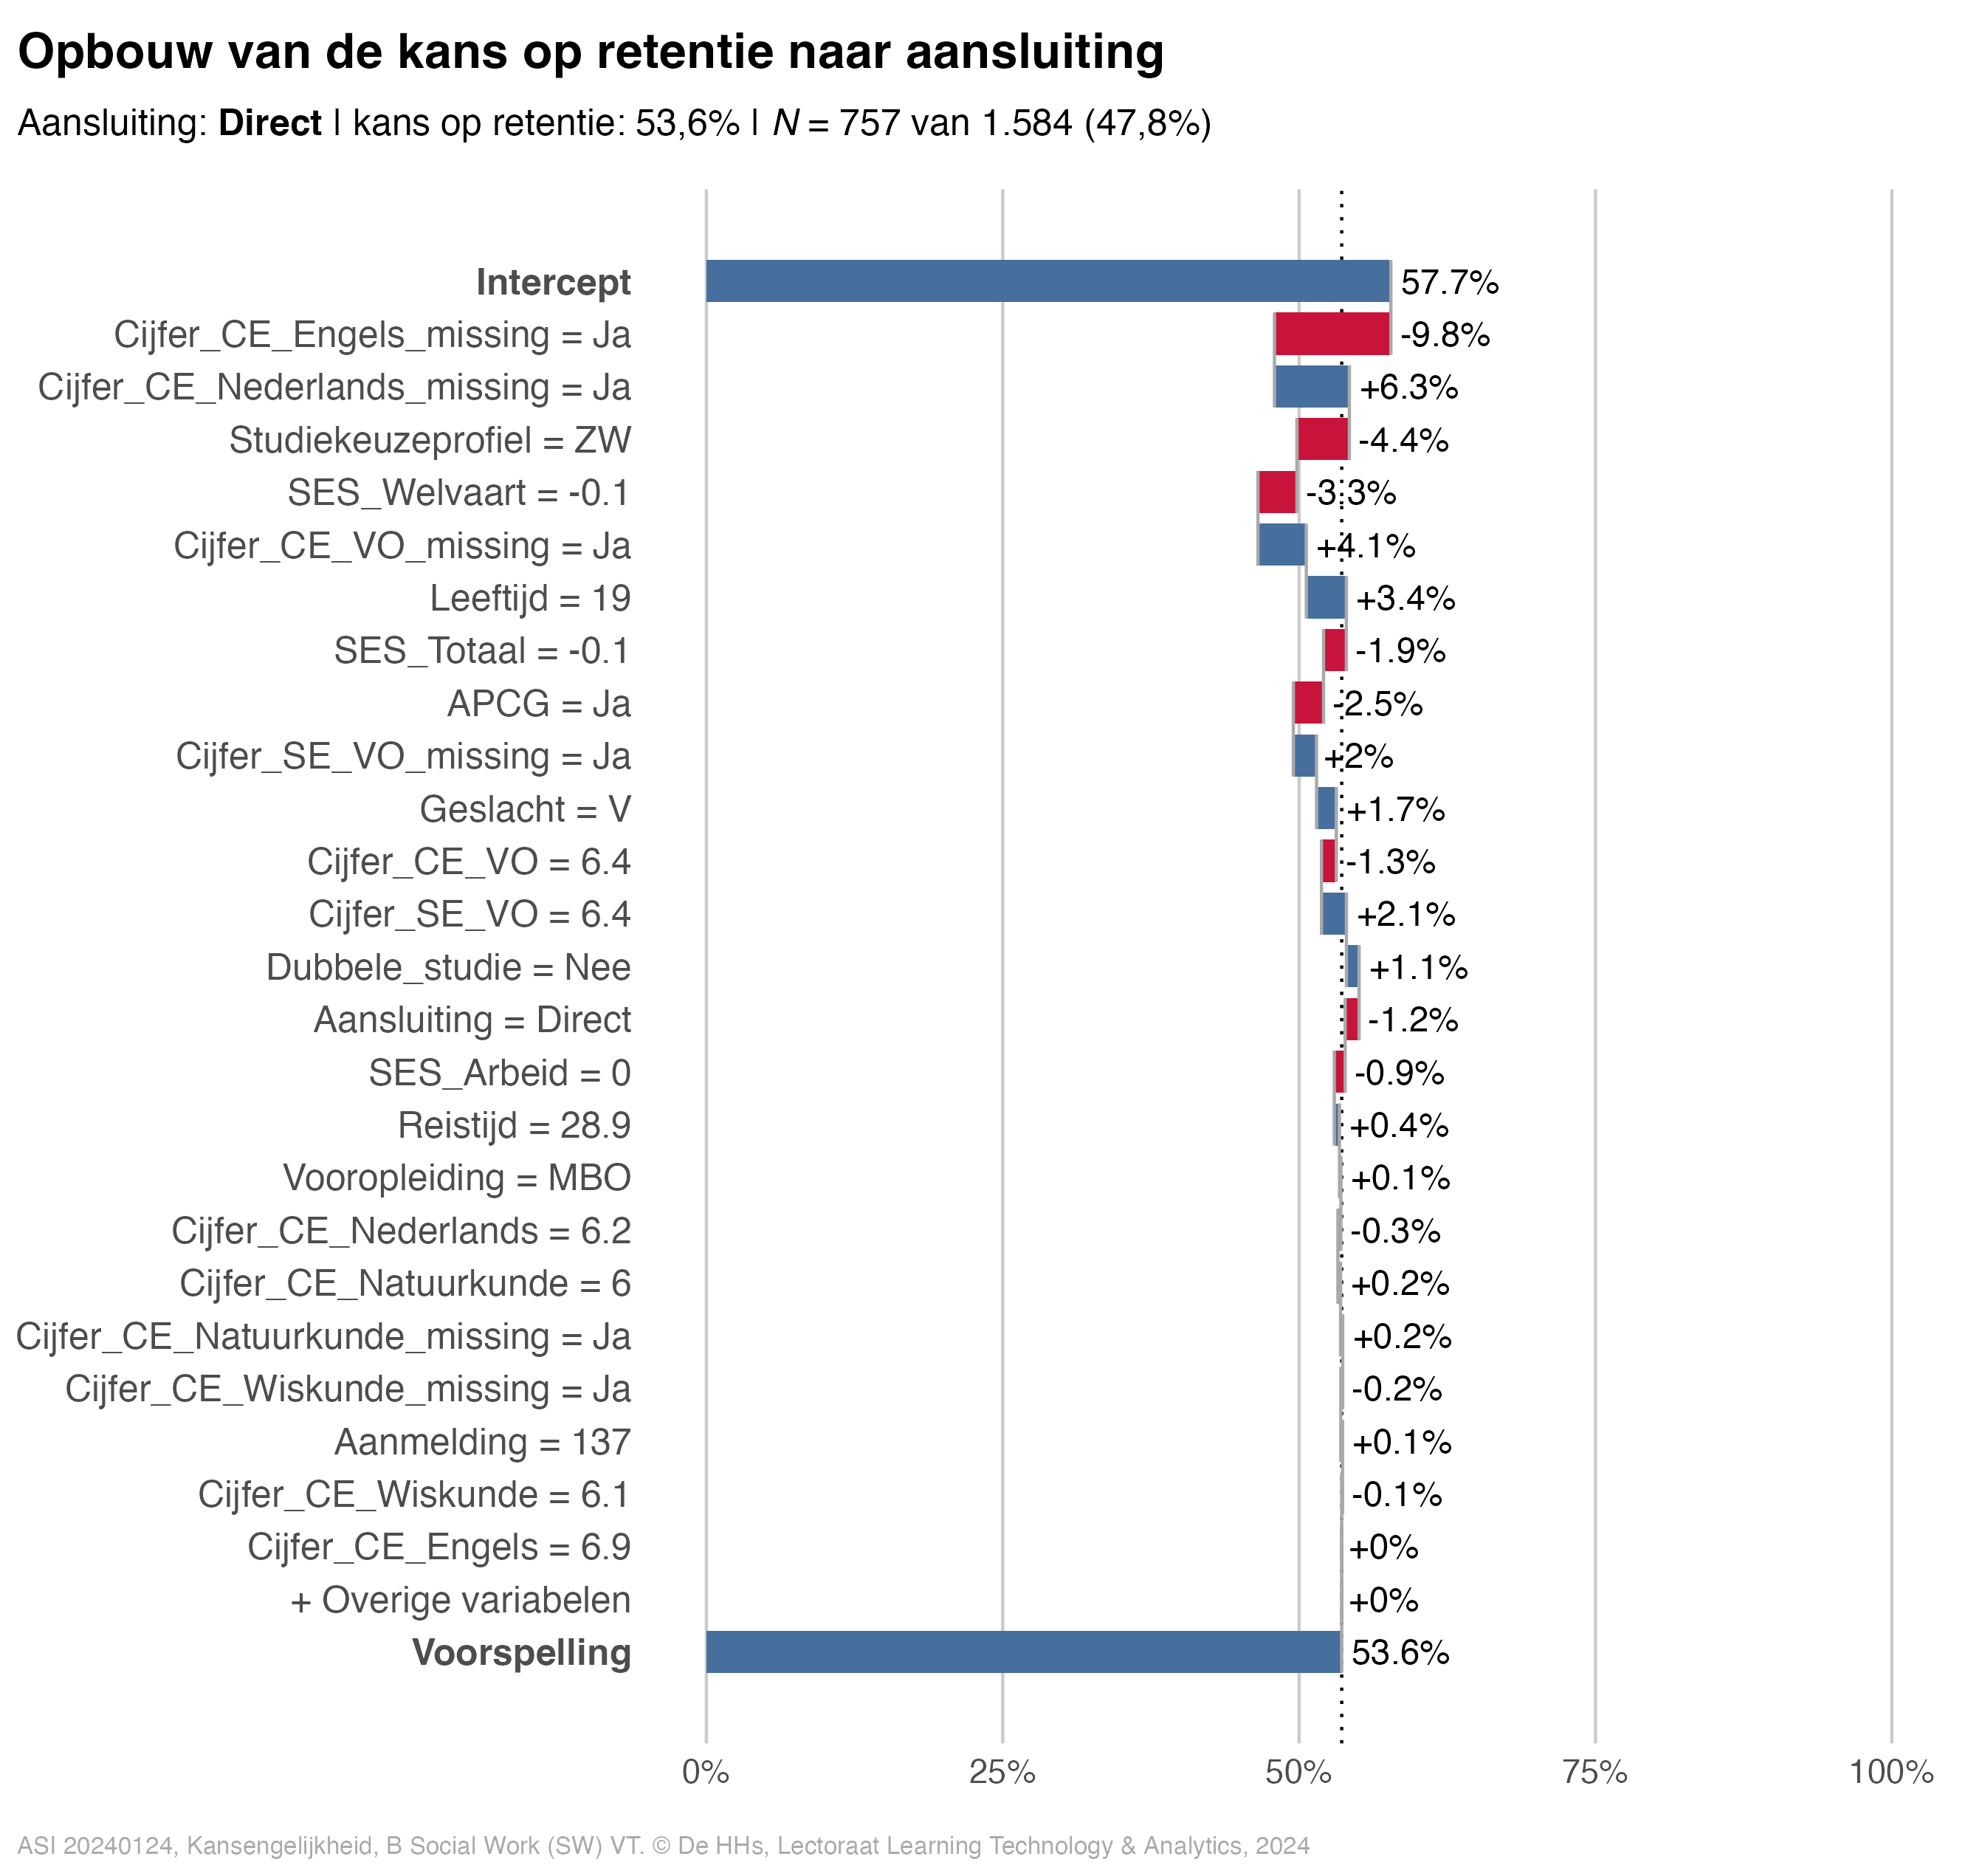 Opbouw van de kans op retentie naar aansluiting
Aansluiting: Direct | kans op retentie: 53,6% | N = 757 van 1.584 (47,8%)
Intercept 57.7%
Cijfer_CE_Engels_missing = Ja -9.8%
Cijfer_CE_Nederlands_missing = Ja +6.3%
Studiekeuzeprofiel = ZW -4.4%
SES_Welvaart = -0.1 -3.3%
Cijfer_CE_VO_missing = Ja +4.1%
Leeftijd = 19 +3.4%
SES_Totaal = -0.1 -1.9%
APCG = Ja -2.5%
Cijfer_SE_VO_missing = Ja +2%
Geslacht = V +1.7%
Cijfer_CE_VO = 6.4 -1.3%
Cijfer_SE_VO = 6.4 +2.1%
Dubbele_studie = Nee +1.1%
Aansluiting = Direct -1.2%
SES_Arbeid = 0 -0.9%
Reistijd = 28.9 +0.4%
Vooropleiding = MBO +0.1%
Cijfer_CE_Nederlands = 6.2 -0.3%
Cijfer_CE_Natuurkunde = 6 +0.2%
Cijfer_CE_Natuurkunde_missing = Ja +0.2%
Cijfer_CE_Wiskunde_missing = Ja -0.2%
Aanmelding = 137 +0.1%
Cijfer_CE_Wiskunde = 6.1 -0.1%
Cijfer_CE_Engels = 6.9 +0%
+ Overige variabelen +0%
Voorspelling 53.6%
0% 25% 50% 75% 100%
ASI 20240124, Kansengelijkheid, B Social Work (SW) VT. © De HHs, Lectoraat Learning Technology & Analytics, 2024